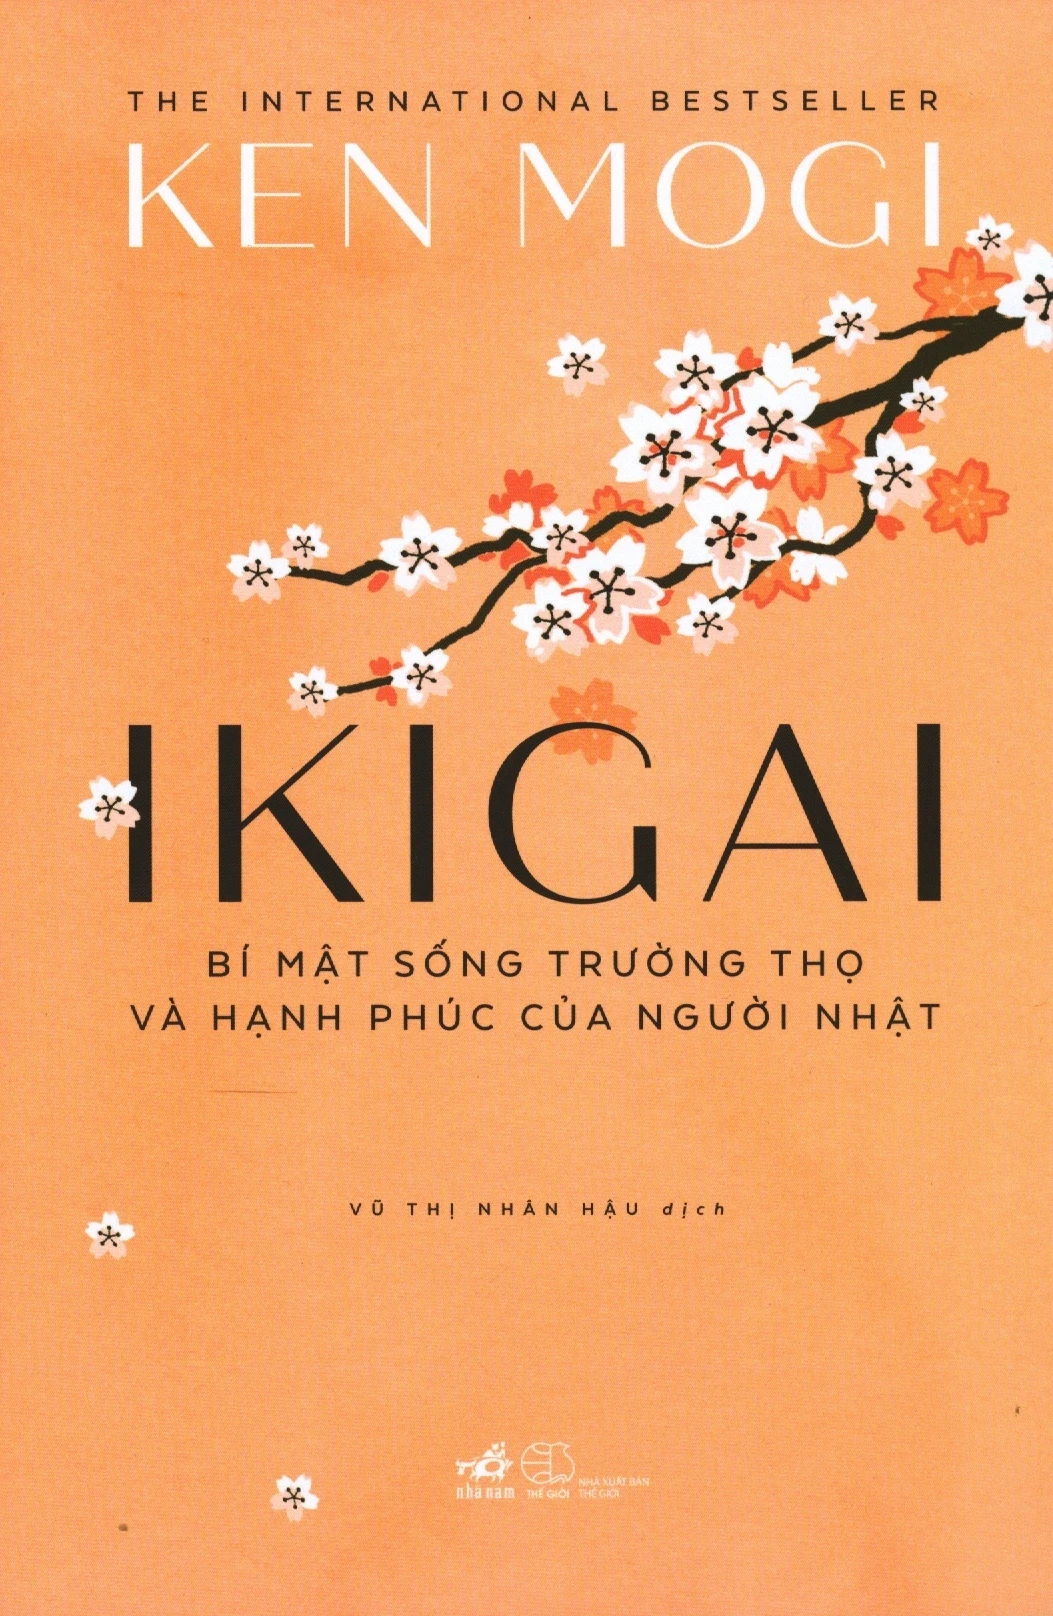 THE INTERNATIONAL BESTSELLER
KEN MOGI
IKIGAI
BÍ MẬT SỐNG TRƯỜNG THỌ
VÀ HẠNH PHÚC CỦA NGƯỜI NHẬT
VŨ THỊ NHÂN HẬU dịch
nhã nam
THẾ GIỚI
NHÀ XUẤT BẢN
THẾ GIỚI